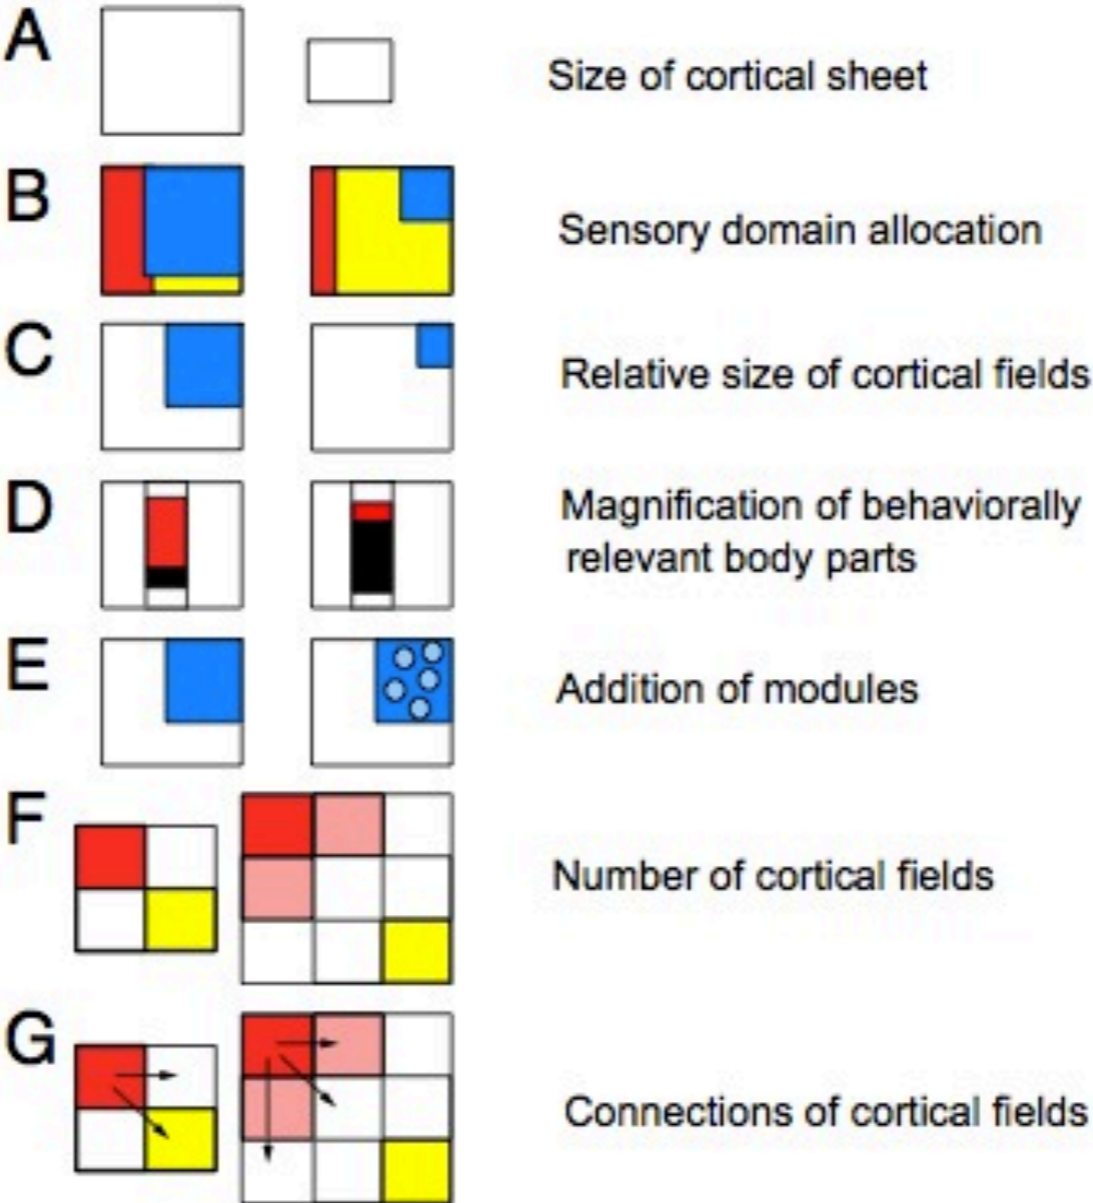 A
Size of cortical sheet
B
Sensory domain allocation
C
Relative size of cortical fields
D
Magnification of behaviorally
relevant body parts
E
Addition of modules
F
Number of cortical fields
G
Connections of cortical fields